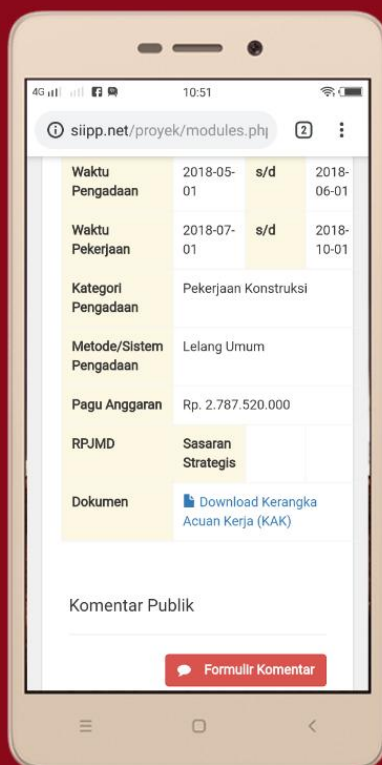 4G 10:51
siipp.net/proyek/modules.ph 2
Waktu Pengadaan 2018-05-01 s/d 2018-06-01
Waktu Pekerjaan 2018-07-01 s/d 2018-10-01
Kategori Pengadaan Pekerjaan Konstruksi
Metode/Sistem Pengadaan Lelang Umum
Pagu Anggaran Rp. 2.787.520.000
RPJMD Sasaran Strategis
Dokumen Download Kerangka Acuan Kerja (KAK)
Komentar Publik
Formulir Komentar